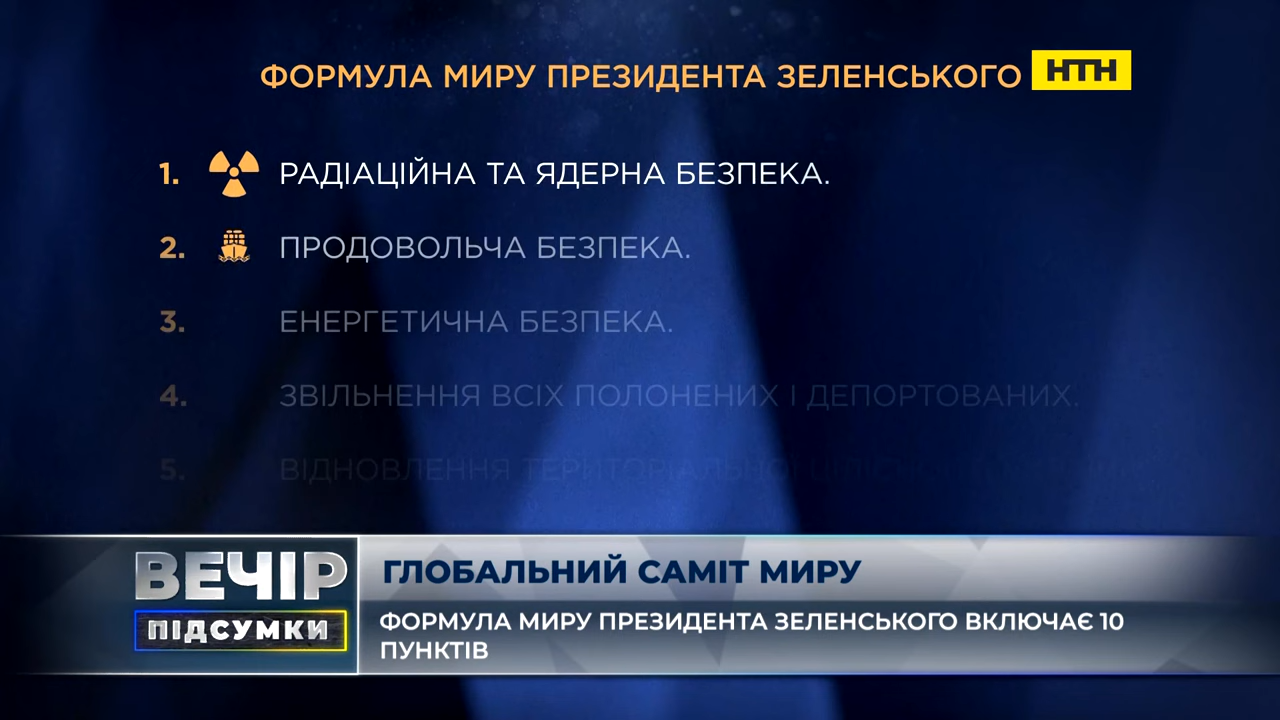 ФОРМУЛА МИРУ ПРЕЗИДЕНТА ЗЕЛЕНСЬКОГО НТН
1. РАДІАЦІЙНА ТА ЯДЕРНА БЕЗПЕКА.
2. ПРОДОВОЛЬЧА БЕЗПЕКА.
3. ЕНЕРГЕТИЧНА БЕЗПЕКА.
4. ЗВІЛЬНЕННЯ ВСІХ ПОЛОНЕНИХ І ДЕПОРТОВАНИХ.
5. ВІДНОВЛЕННЯ ТЕРИТОРІАЛЬНОЇ
ВЕЧІР
ПІДСУМКИ
ГЛОБАЛЬНИЙ САМІТ МИРУ
ФОРМУЛА МИРУ ПРЕЗИДЕНТА ЗЕЛЕНСЬКОГО ВКЛЮЧАЄ 10
ПУНКТІВ